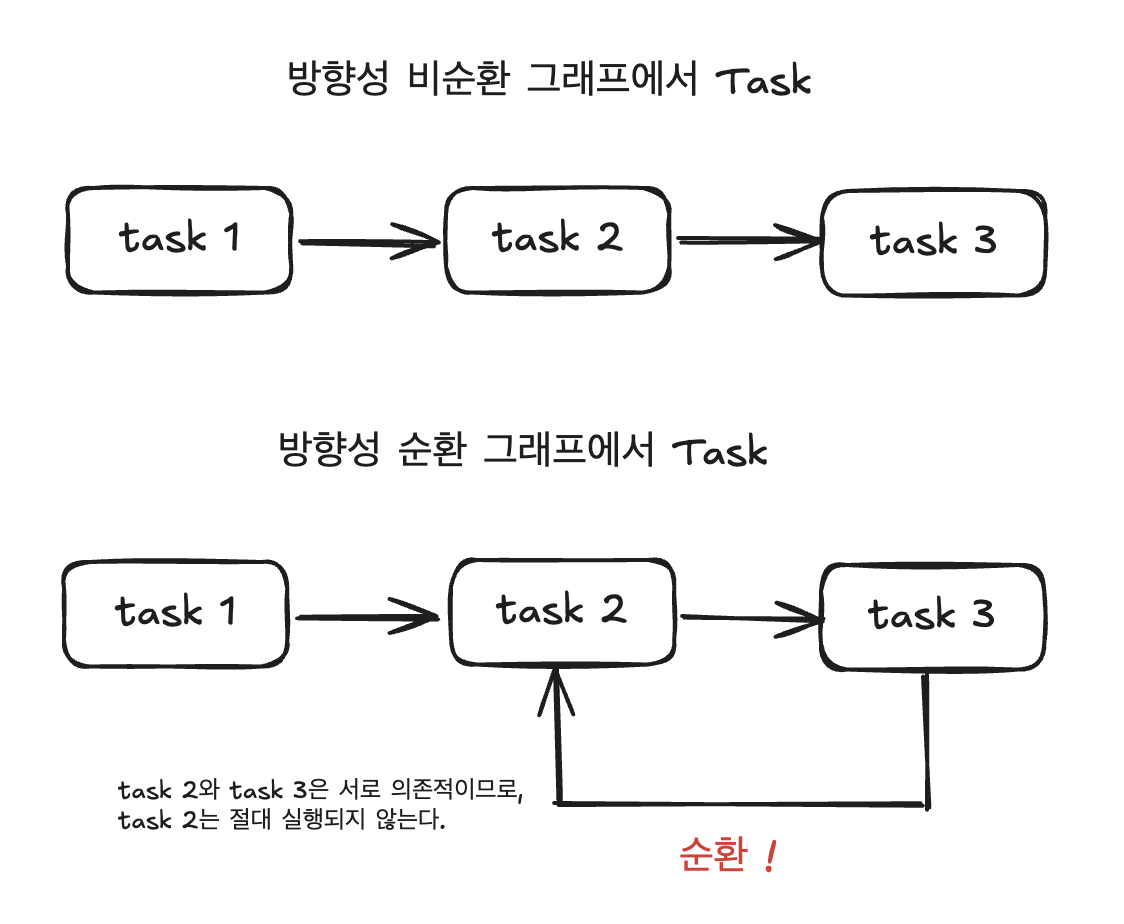 방향성 비순환 그래프에서 Task
task 1
task 2
task 3
방향성 순환 그래프에서 Task
task 1
task 2
task 3
task 2와 task 3은 서로 의존적이므로,
task 2는 절대 실행되지 않는다.
순환 !